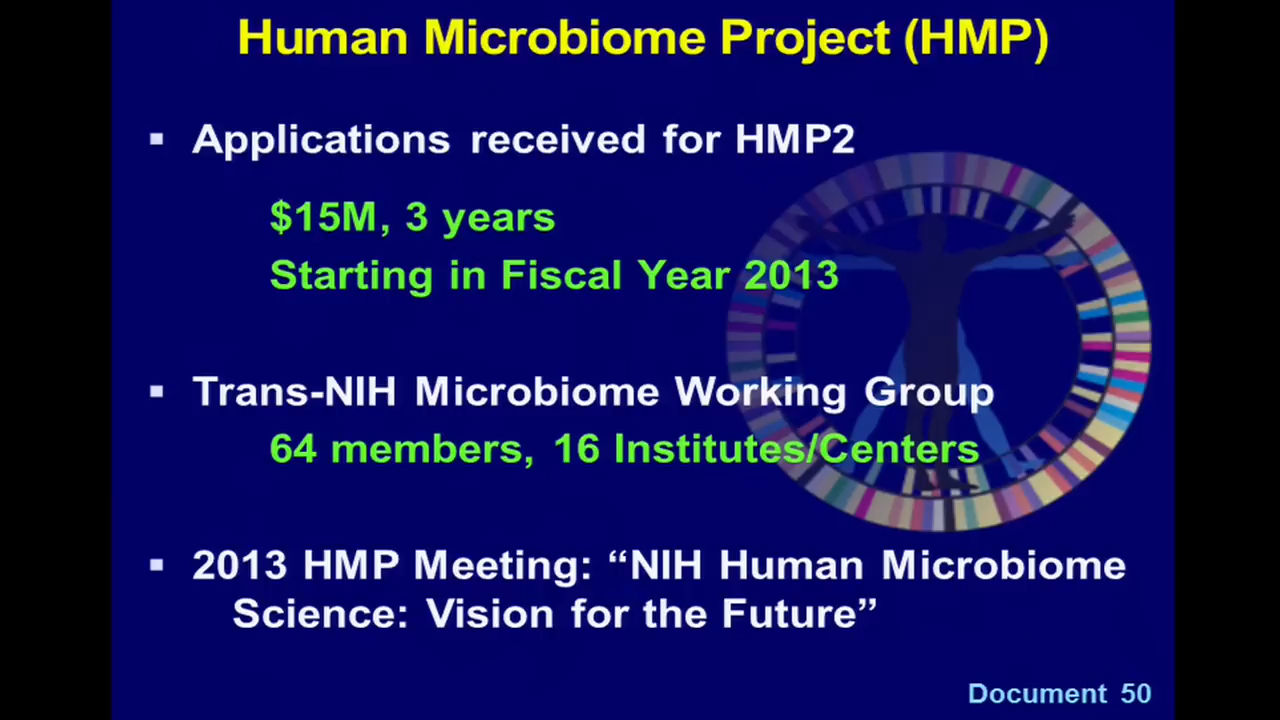 Human Microbiome Project (HMP)
▪ Applications received for HMP2
$15M, 3 years
Starting in Fiscal Year 2013
▪ Trans-NIH Microbiome Working Group
64 members, 16 Institutes/Centers
▪ 2013 HMP Meeting: “NIH Human Microbiome
Science: Vision for the Future”
Document 50